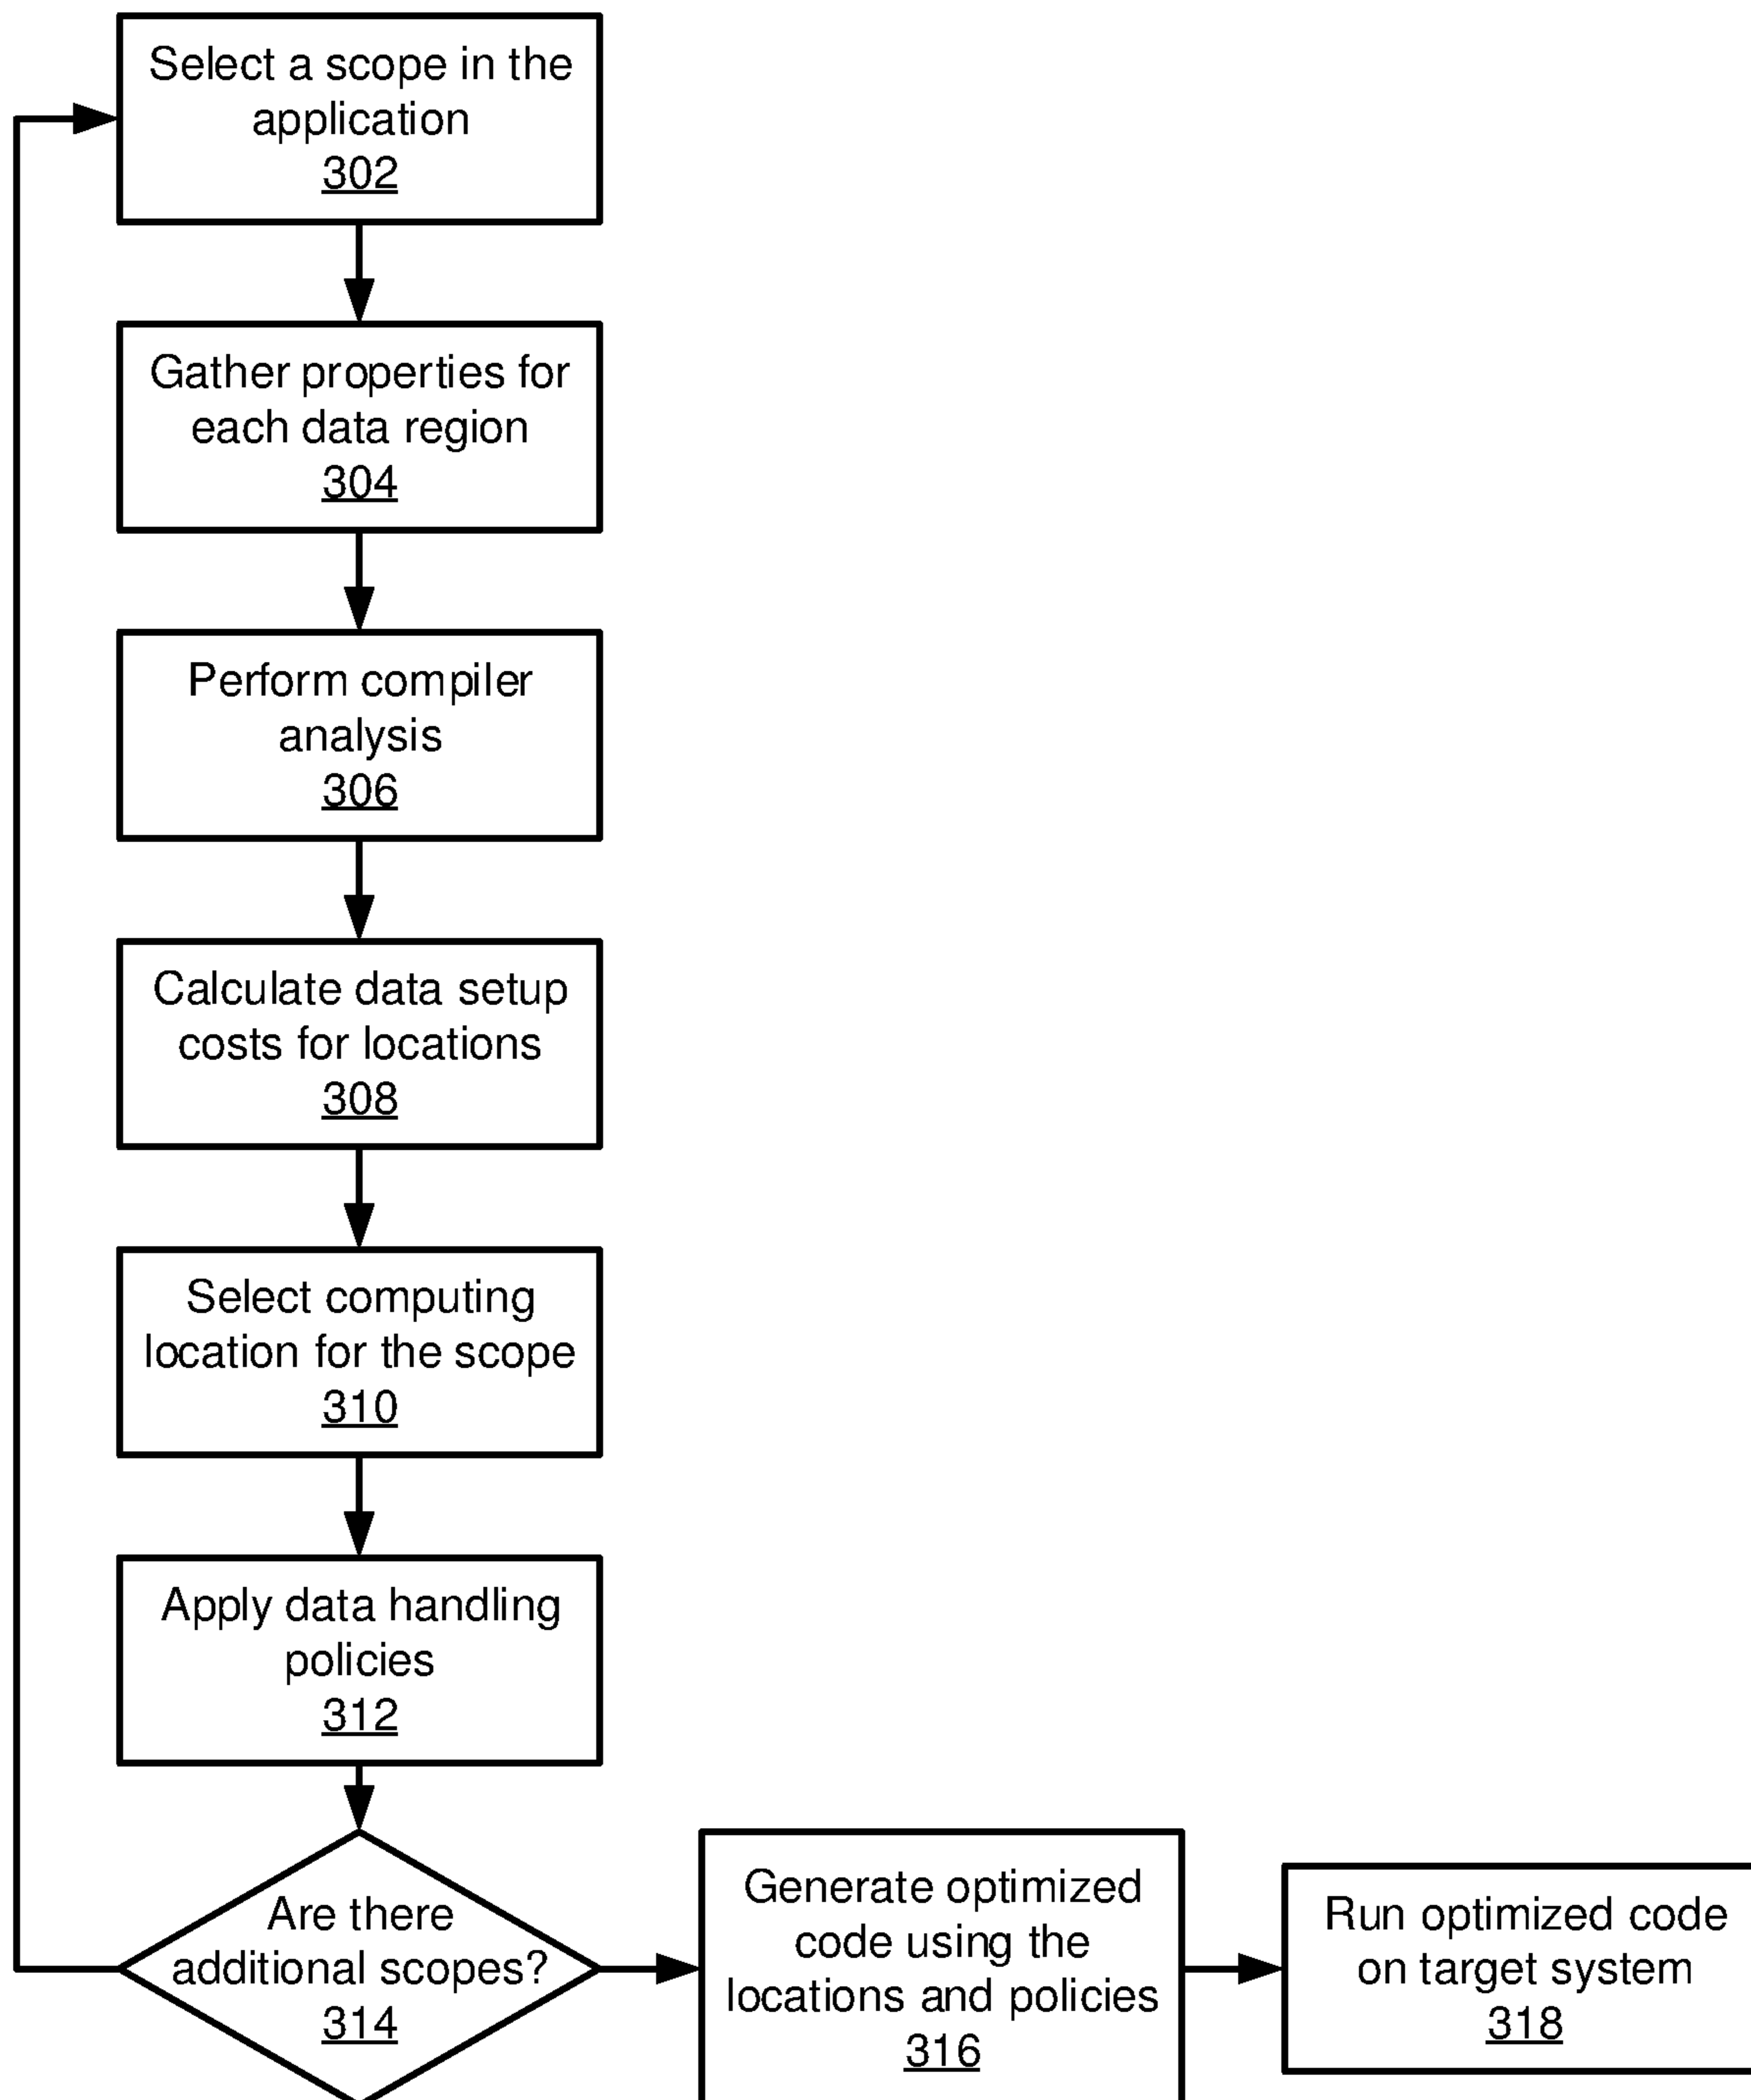 Select a scope in the
application
302
Gather properties for
each data region
304
Perform compiler
analysis
306
Calculate data setup
costs for locations
308
Select computing
location for the scope
310
Apply data handling
policies
312
Are there
additional scopes?
314
Generate optimized
code using the
locations and policies
316
Run optimized code
on target system
318